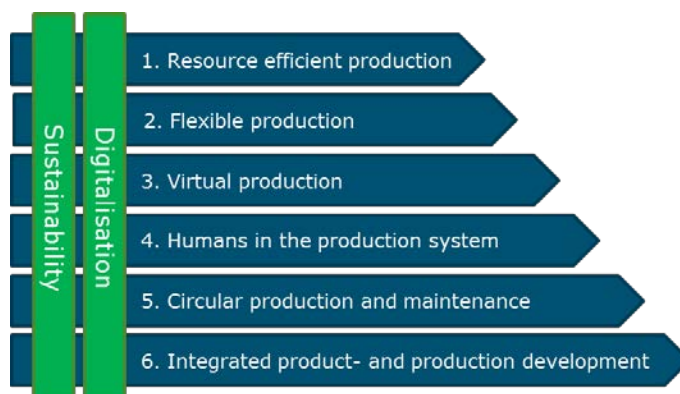 Sustainability
Digitalisation
1. Resource efficient production
2. Flexible production
3. Virtual production
4. Humans in the production system
5. Circular production and maintenance
6. Integrated product- and production development